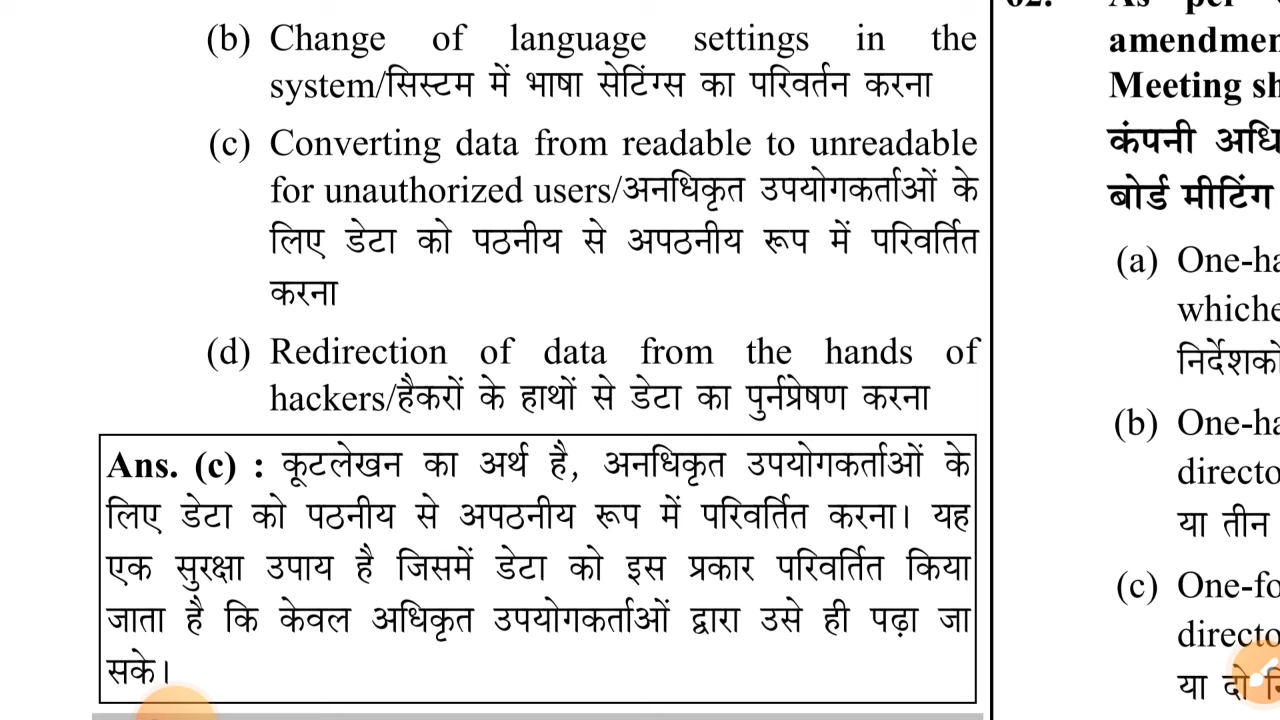 (b) Change of language settings in the
system/सिस्टम में भाषा सेटिंग्स का परिवर्तन करना
(c) Converting data from readable to unreadable
for unauthorized users/अनधिकृत उपयोगकर्ताओं के
लिए डेटा को पठनीय से अपठनीय रूप में परिवर्तित
करना
(d) Redirection of data from the hands of
hackers/हैकरों के हाथों से डेटा का पुर्नप्रेषण करना
Ans. (c) : कूटलेखन का अर्थ है, अनधिकृत उपयोगकर्ताओं के
लिए डेटा को पठनीय से अपठनीय रूप में परिवर्तित करना। यह
एक सुरक्षा उपाय है जिसमें डेटा को इस प्रकार परिवर्तित किया
जाता है कि केवल अधिकृत उपयोगकर्ताओं द्वारा उसे ही पढ़ा जा
सके।
62. As per
amendmen
Meeting sh
कंपनी अधि
बोर्ड मीटिंग
(a) One-ha
whiche
निर्देशको
(b) One-ha
directo
या तीन
(c) One-fo
directo
या दो